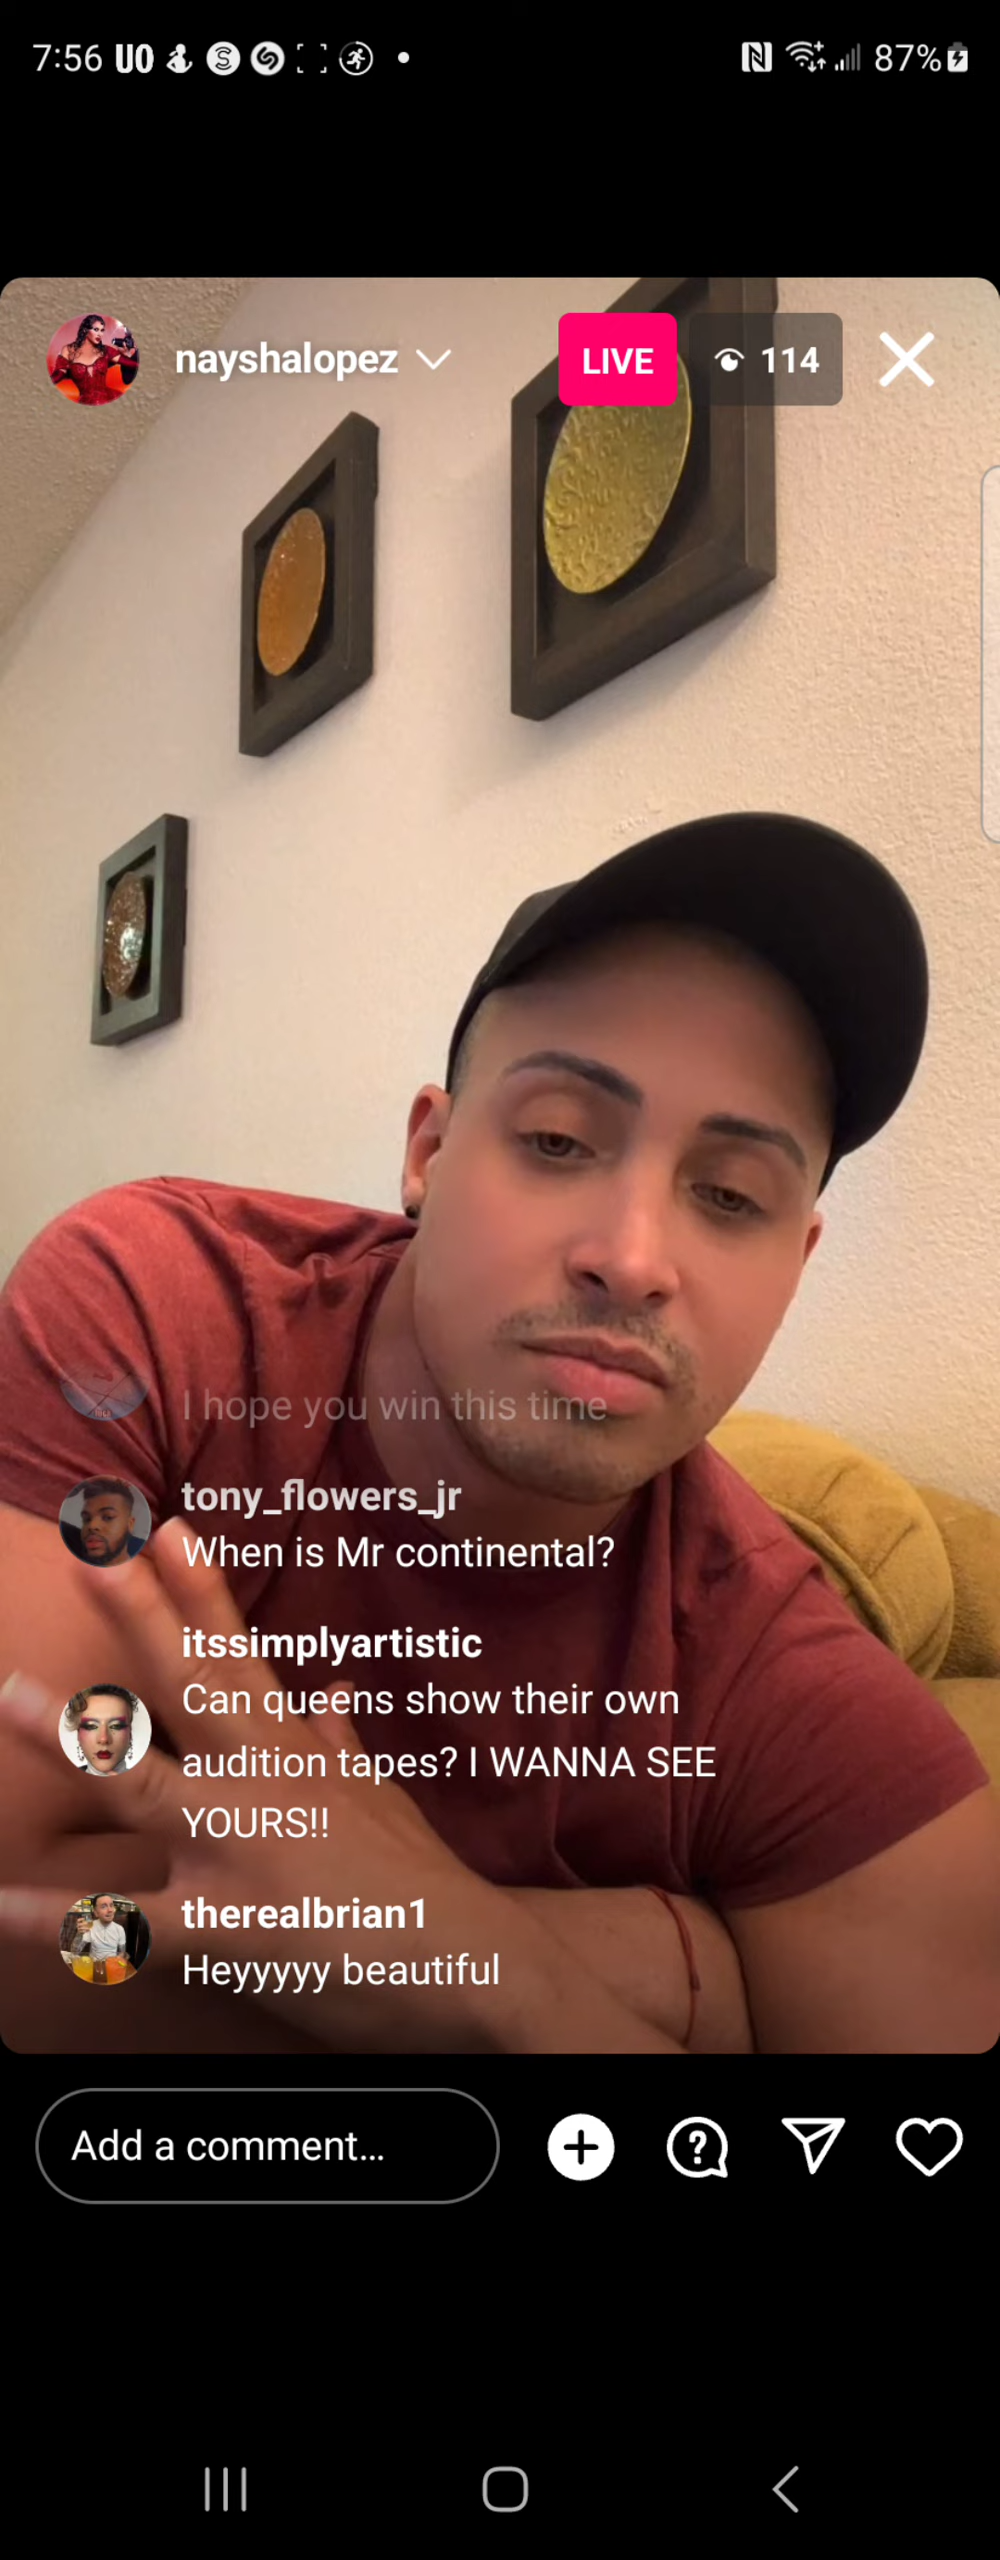 7:56 UO 87%
nayshalopez LIVE 114
I hope you win this time
tony_flowers_jr
When is Mr continental?
itssimplyartistic
Can queens show their own
audition tapes? I WANNA SEE
YOURS!!
therealbrian1
Heyyyyy beautiful
Add a comment...